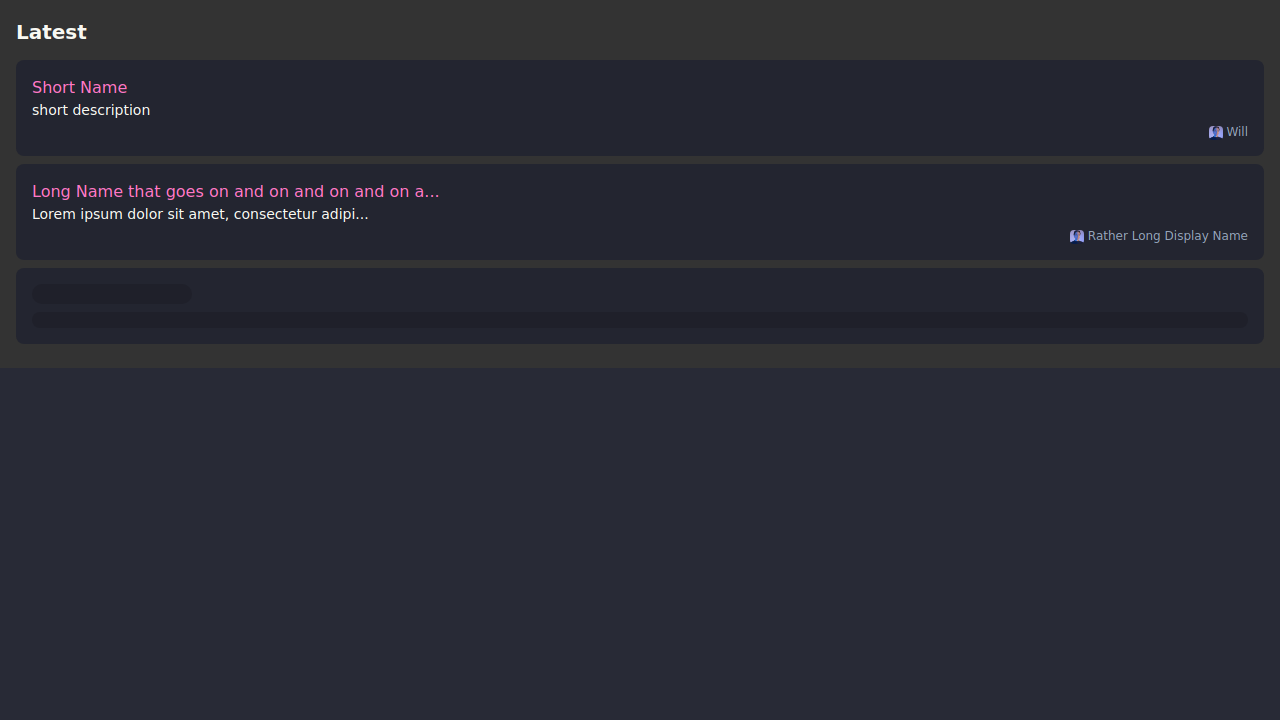 Latest
Short Name
short description
Will
Long Name that goes on and on and on and on a...
Lorem ipsum dolor sit amet, consectetur adipi...
Rather Long Display Name